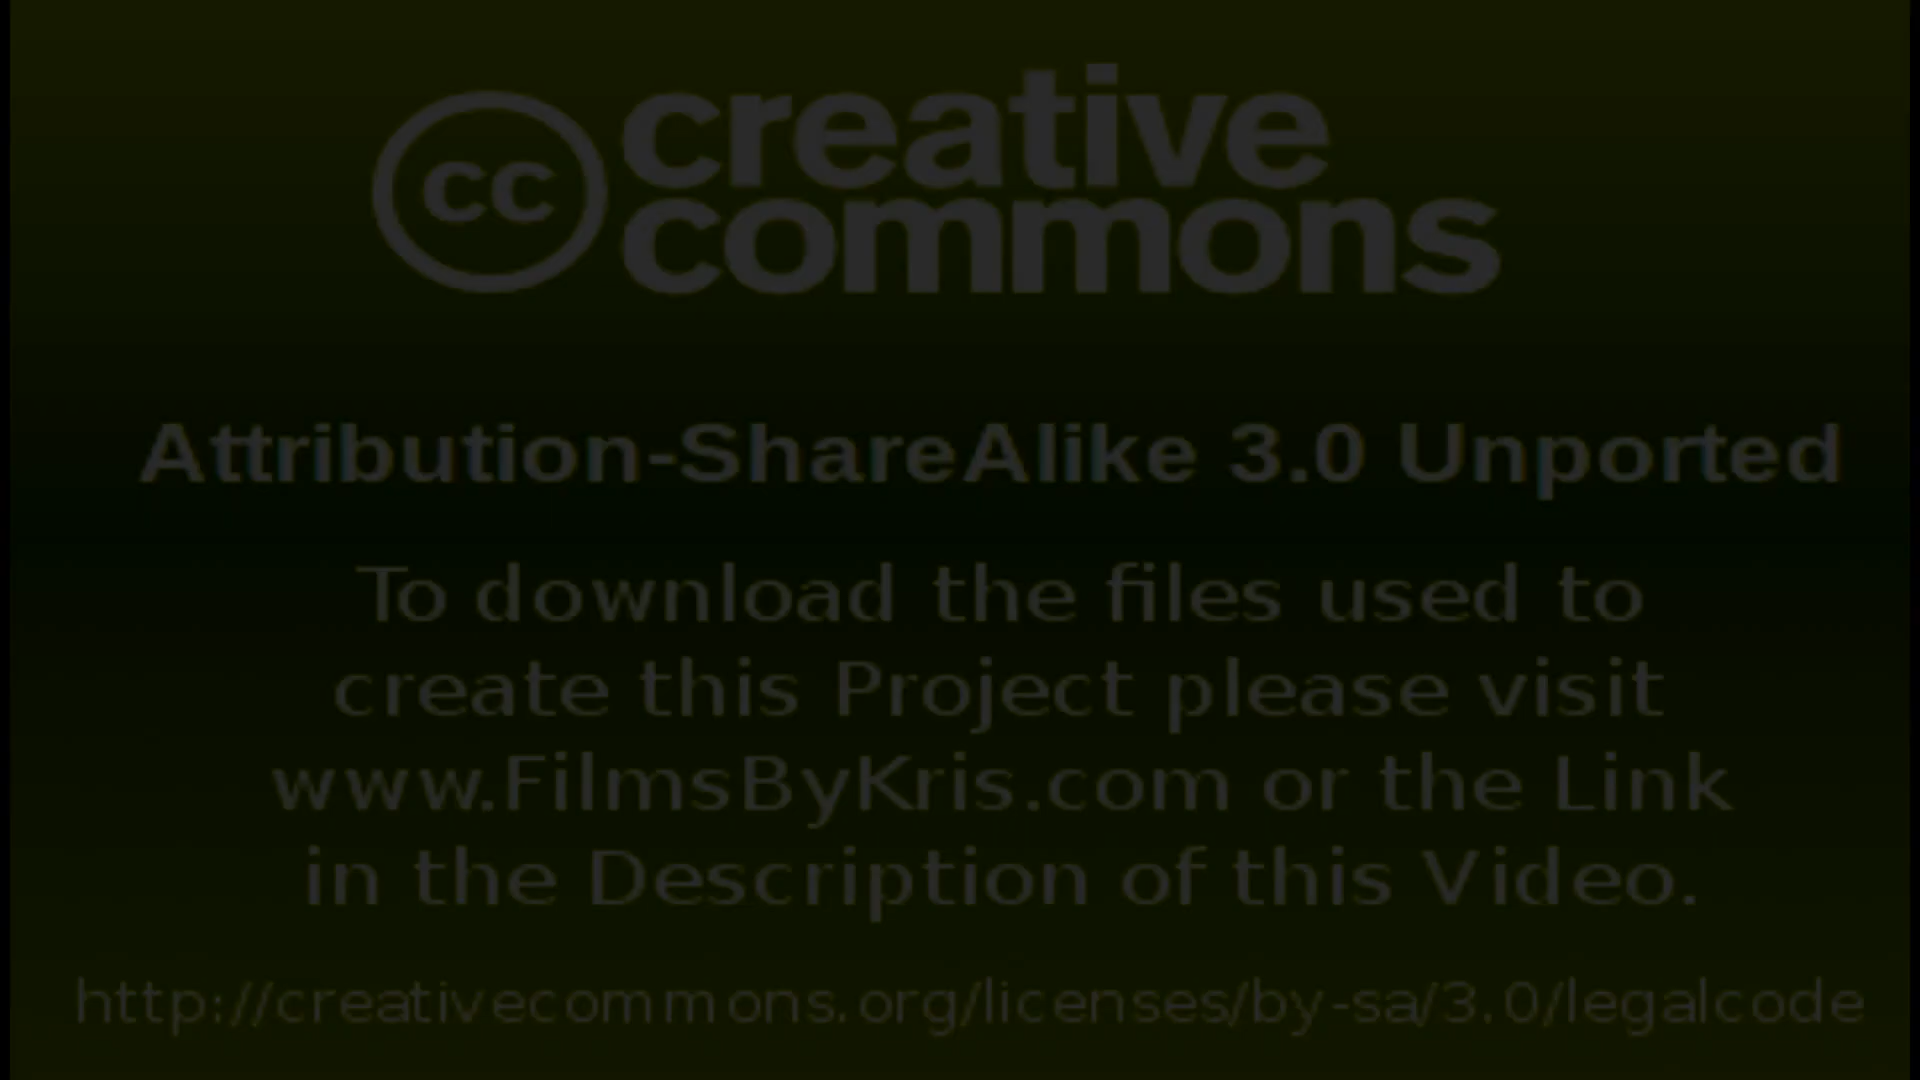 cc creative
commons
Attribution-ShareAlike 3.0 Unported
To download the files used to
create this Project please visit
www.FilmsByKris.com or the Link
in the Description of this Video.
http://creativecommons.org/licenses/by-sa/3.0/legalcode